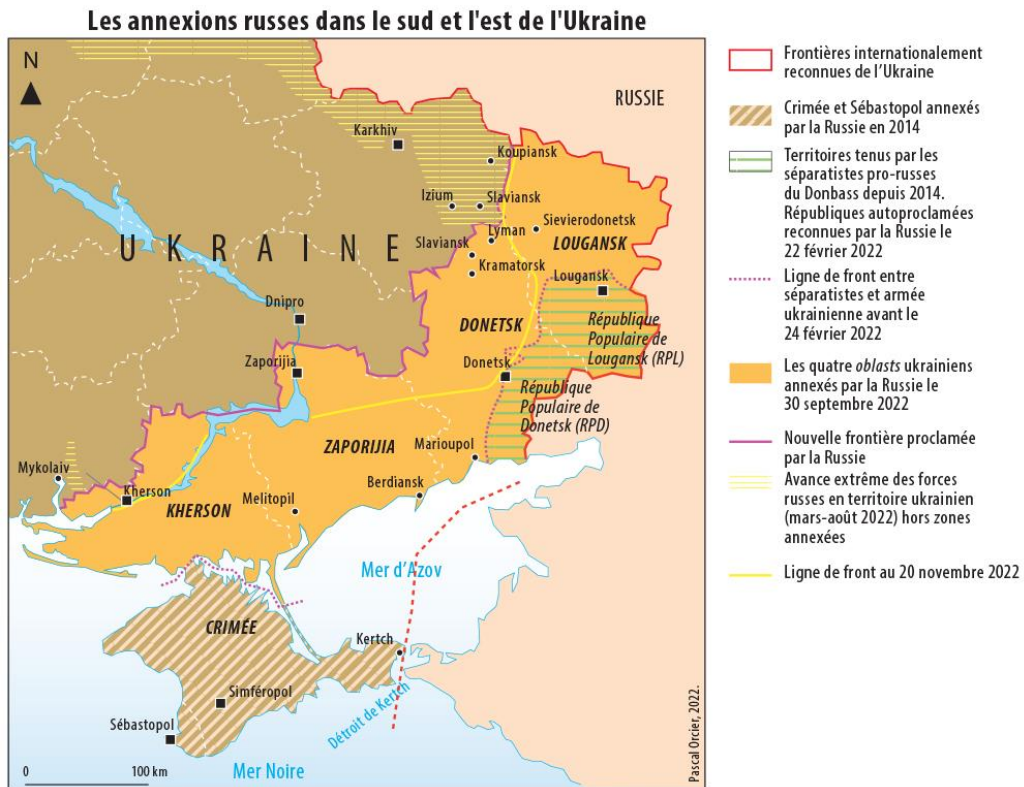 Les annexions russes dans le sud et l'est de l'Ukraine
N
RUSSIE
Karkhiv
Koupiansk
Izium
Slaviansk
Sievierodonetsk
Lyman
LOUGANSK
UKRAINE
Slaviansk
Kramatorsk
Lougansk
Dnipro
DONETSK
République
Populaire de
Lougansk (RPL)
Zaporijia
Donetsk
République
Populaire de
Donetsk (RPD)
ZAPORIJIA
Marioupol
Mykolaiv
Kherson
Berdiansk
Melitopil
KHERSON
Mer d'Azov
CRIMÉE
Kertch
Simféropol
Détroit de Kertch
Sébastopol
Mer Noire
0 100 km
Pascal Orcier, 2022.
Frontières internationalement
reconnues de l'Ukraine
Crimée et Sébastopol annexés
par la Russie en 2014
Territoires tenus par les
séparatistes pro-russes
du Donbass depuis 2014.
Républiques autoproclamées
reconnues par la Russie le
22 février 2022
Ligne de front entre
séparatistes et armée
ukrainienne avant le
24 février 2022
Les quatre oblasts ukrainiens
annexés par la Russie le
30 septembre 2022
Nouvelle frontière proclamée
par la Russie
Avance extrême des forces
russes en territoire ukrainien
(mars-août 2022) hors zones
annexées
Ligne de front au 20 novembre 2022